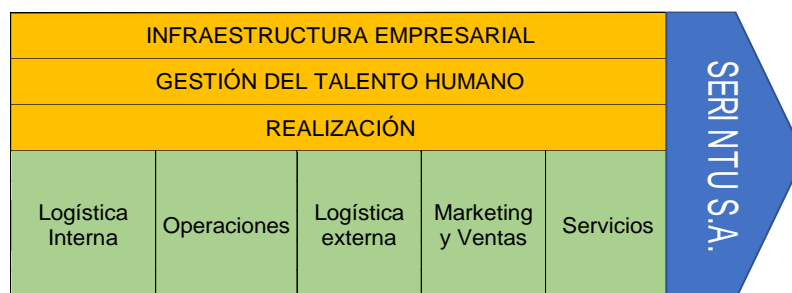 INFRAESTRUCTURA EMPRESARIAL
GESTIÓN DEL TALENTO HUMANO
REALIZACIÓN
Logística
Interna
Operaciones
Logística
externa
Marketing
y Ventas
Servicios
SERI NTU S.A.